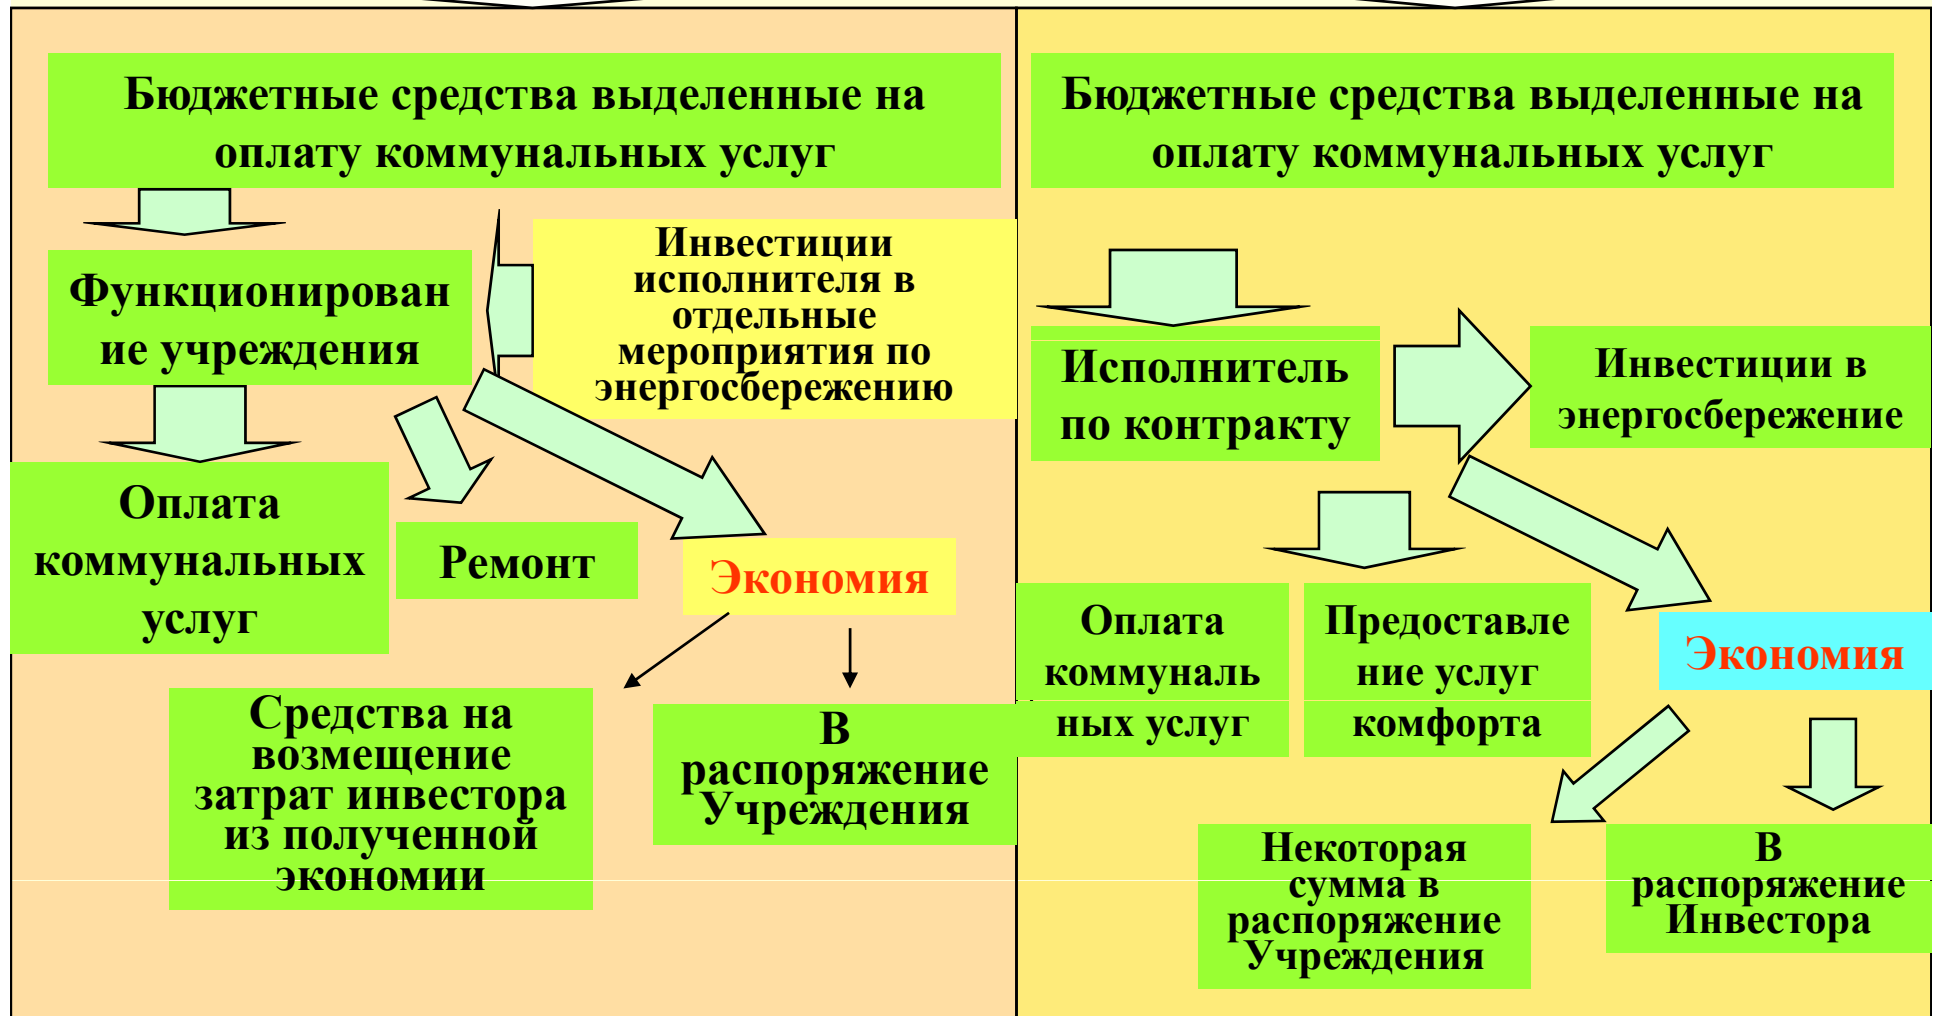 Бюджетные средства выделенные на
оплату коммунальных услуг
Функционирован
ие учреждения
Инвестиции
исполнителя в
отдельные
мероприятия по
энергосбережению
Оплата
коммунальных
услуг
Ремонт
Экономия
Средства на
возмещение
затрат инвестора
из полученной
экономии
В
распоряжение
Учреждения
Бюджетные средства выделенные на
оплату коммунальных услуг
Исполнитель
по контракту
Инвестиции в
энергосбережение
Оплата
коммуналь
ных услуг
Предоставле
ние услуг
комфорта
Экономия
Некоторая
сумма в
распоряжение
Учреждения
В
распоряжение
Инвестора